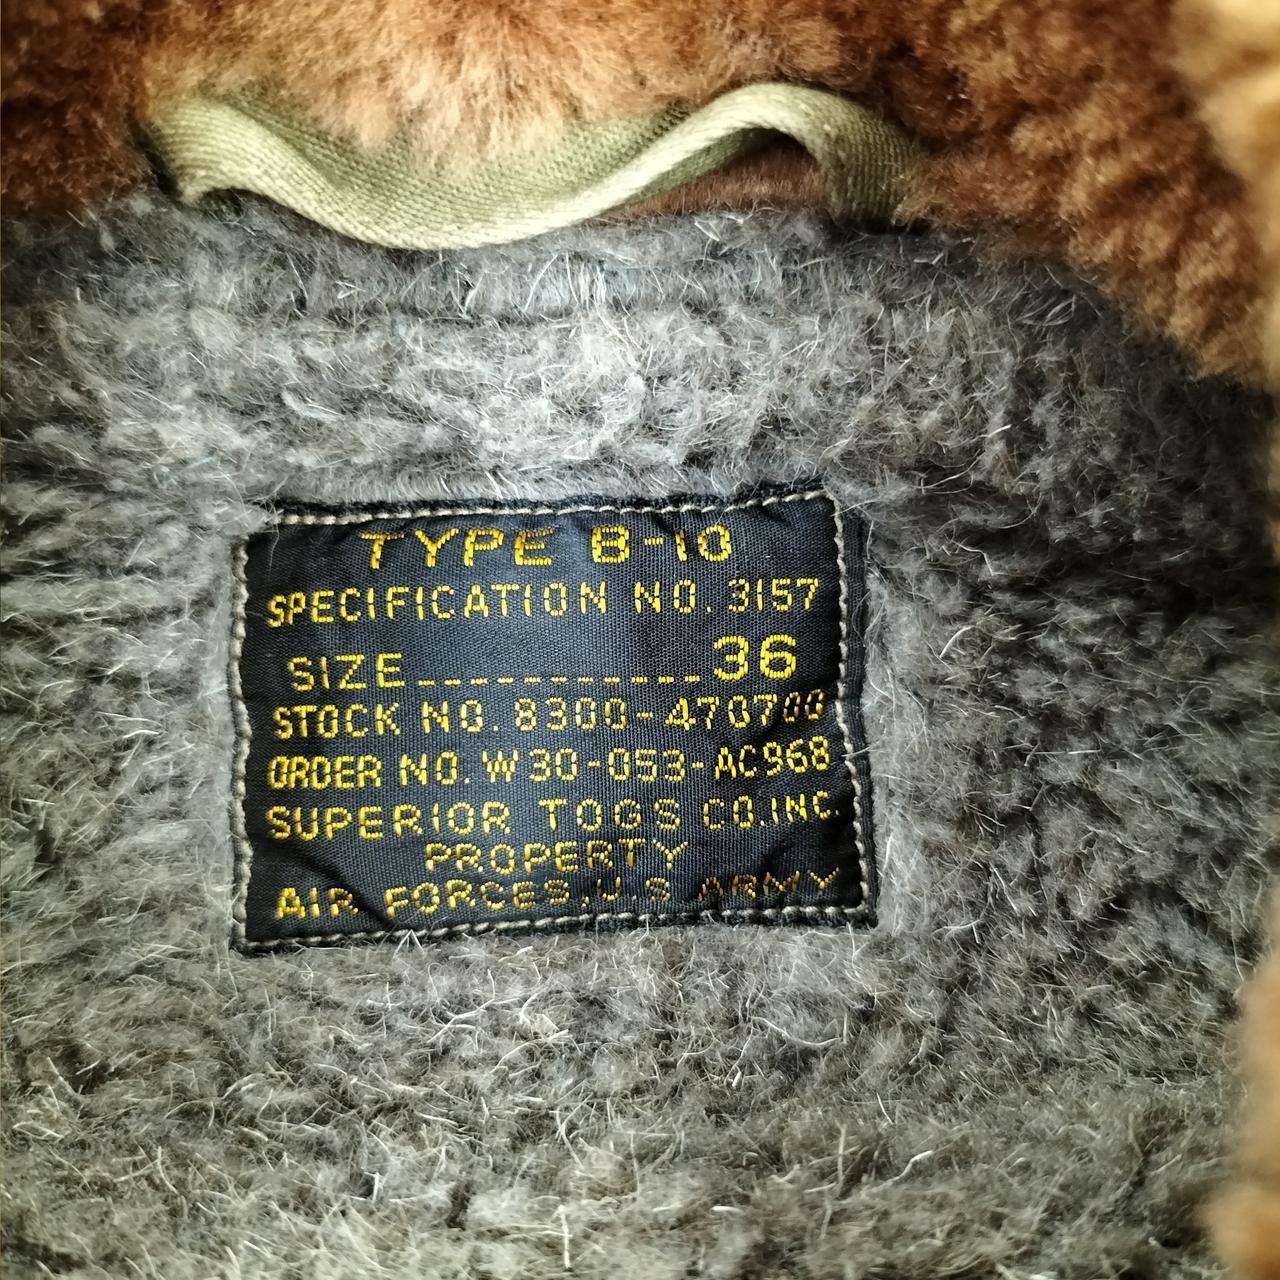 TYPE B-10
SPECIFICATION NO. 3157
SIZE___________36
STOCK NO. 8300-470700
ORDER NO. W30-053-AC968
SUPERIOR TOGS CO.INC.
PROPERTY
AIR FORCES,U.S ARMY